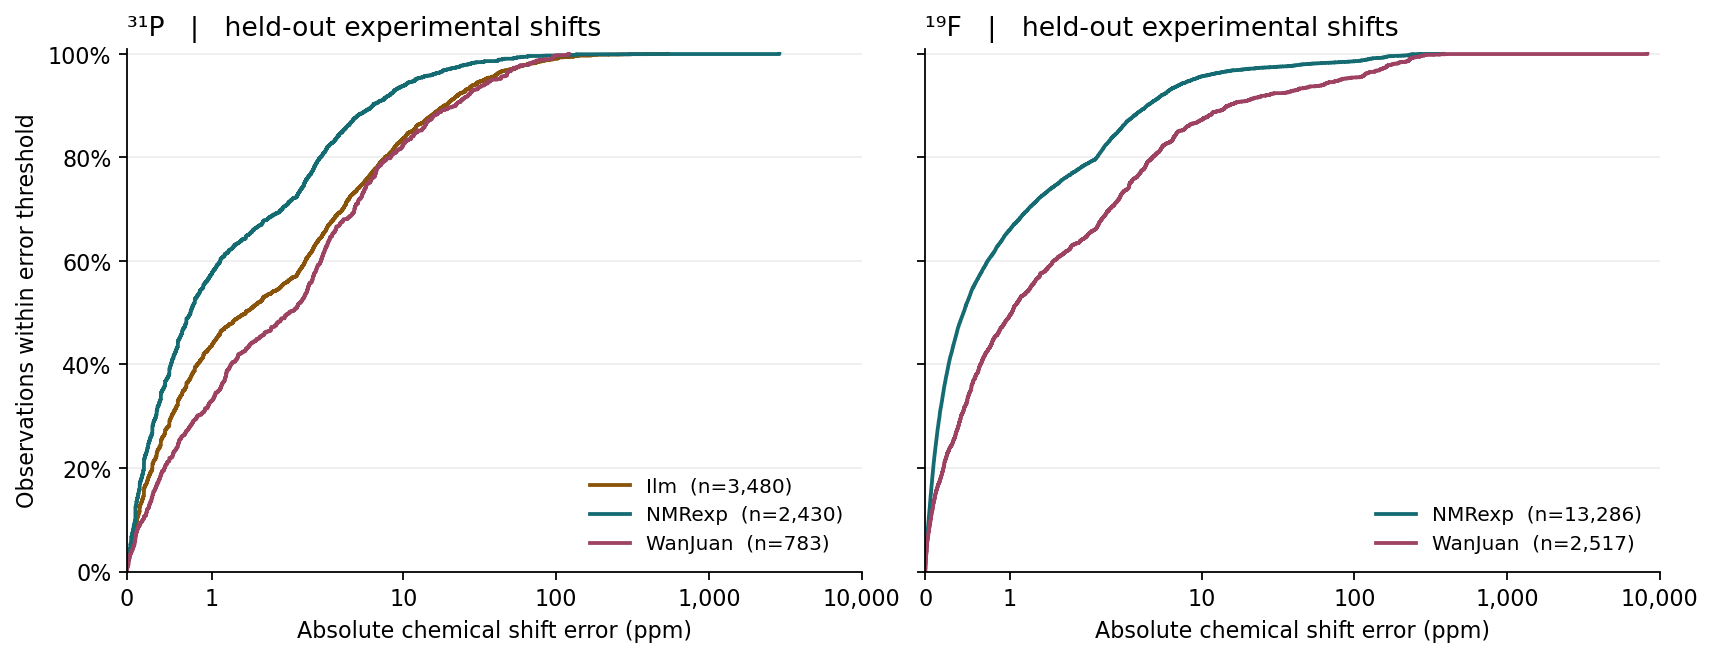 ³¹P | held-out experimental shifts
100%
80%
60%
40%
20%
0%
Observations within error threshold
Ilm (n=3,480)
NMRexp (n=2,430)
WanJuan (n=783)
0 1 10 100 1,000 10,000
Absolute chemical shift error (ppm)
¹⁹F | held-out experimental shifts
NMRexp (n=13,286)
WanJuan (n=2,517)
0 1 10 100 1,000 10,000
Absolute chemical shift error (ppm)